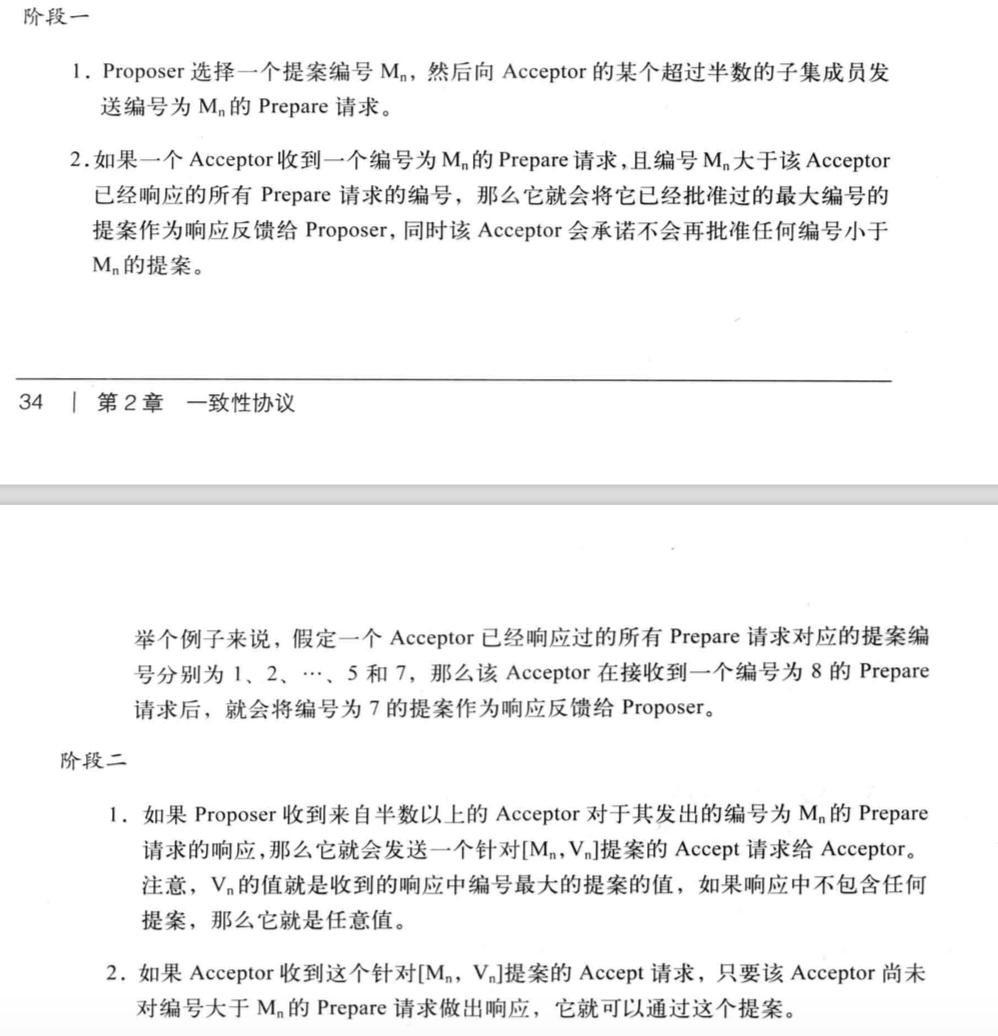 阶段一
1. Proposer 选择一个提案编号 Mn，然后向 Acceptor 的某个超过半数的子集成员发
送编号为 Mn 的 Prepare 请求。
2.如果一个 Acceptor 收到一个编号为 Mn 的 Prepare 请求,且编号 Mn 大于该 Acceptor
已经响应的所有 Prepare 请求的编号，那么它就会将它已经批准过的最大编号的
提案作为响应反馈给 Proposer，同时该 Acceptor 会承诺不会再批准任何编号小于
Mn 的提案。
34 | 第 2 章 一致性协议
举个例子来说，假定一个 Acceptor 已经响应过的所有 Prepare 请求对应的提案编
号分别为 1、2、…、5 和 7，那么该 Acceptor 在接收到一个编号为 8 的 Prepare
请求后，就会将编号为 7 的提案作为响应反馈给 Proposer。
阶段二
1. 如果 Proposer 收到来自半数以上的 Acceptor 对于其发出的编号为 Mn 的 Prepare
请求的响应,那么它就会发送一个针对[Mn,Vn]提案的 Accept 请求给 Acceptor。
注意，Vn 的值就是收到的响应中编号最大的提案的值，如果响应中不包含任何
提案，那么它就是任意值。
2. 如果 Acceptor 收到这个针对[Mn，Vn]提案的 Accept 请求，只要该 Acceptor 尚未
对编号大于 Mn 的 Prepare 请求做出响应，它就可以通过这个提案。